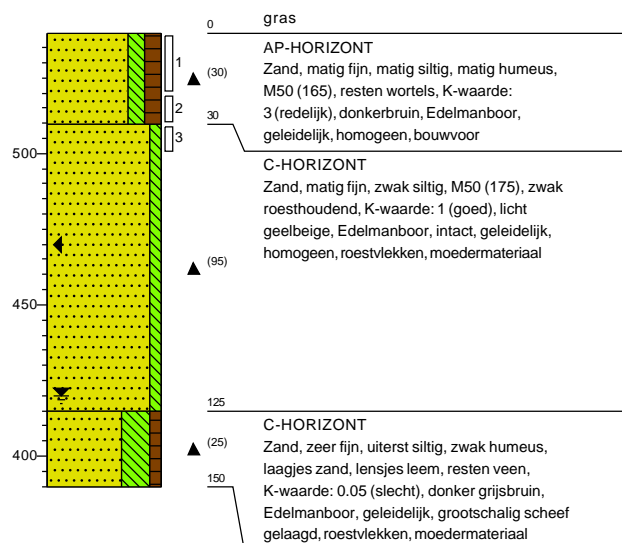 0
gras
AP-HORIZONT
Zand, matig fijn, matig siltig, matig humeus,
M50 (165), resten wortels, K-waarde:
3 (redelijk), donkerbruin, Edelmanboor,
geleidelijk, homogeen, bouwvoor
1
(30)
2
30
3
500
C-HORIZONT
Zand, matig fijn, zwak siltig, M50 (175), zwak
roesthoudend, K-waarde: 1 (goed), licht
geelbeige, Edelmanboor, intact, geleidelijk,
homogeen, roestvlekken, moedermateriaal
(95)
450
125
C-HORIZONT
Zand, zeer fijn, uiterst siltig, zwak humeus,
laagjes zand, lensjes leem, resten veen,
K-waarde: 0.05 (slecht), donker grijsbruin,
Edelmanboor, geleidelijk, grootschalig scheef
gelaagd, roestvlekken, moedermateriaal
(25)
400
150